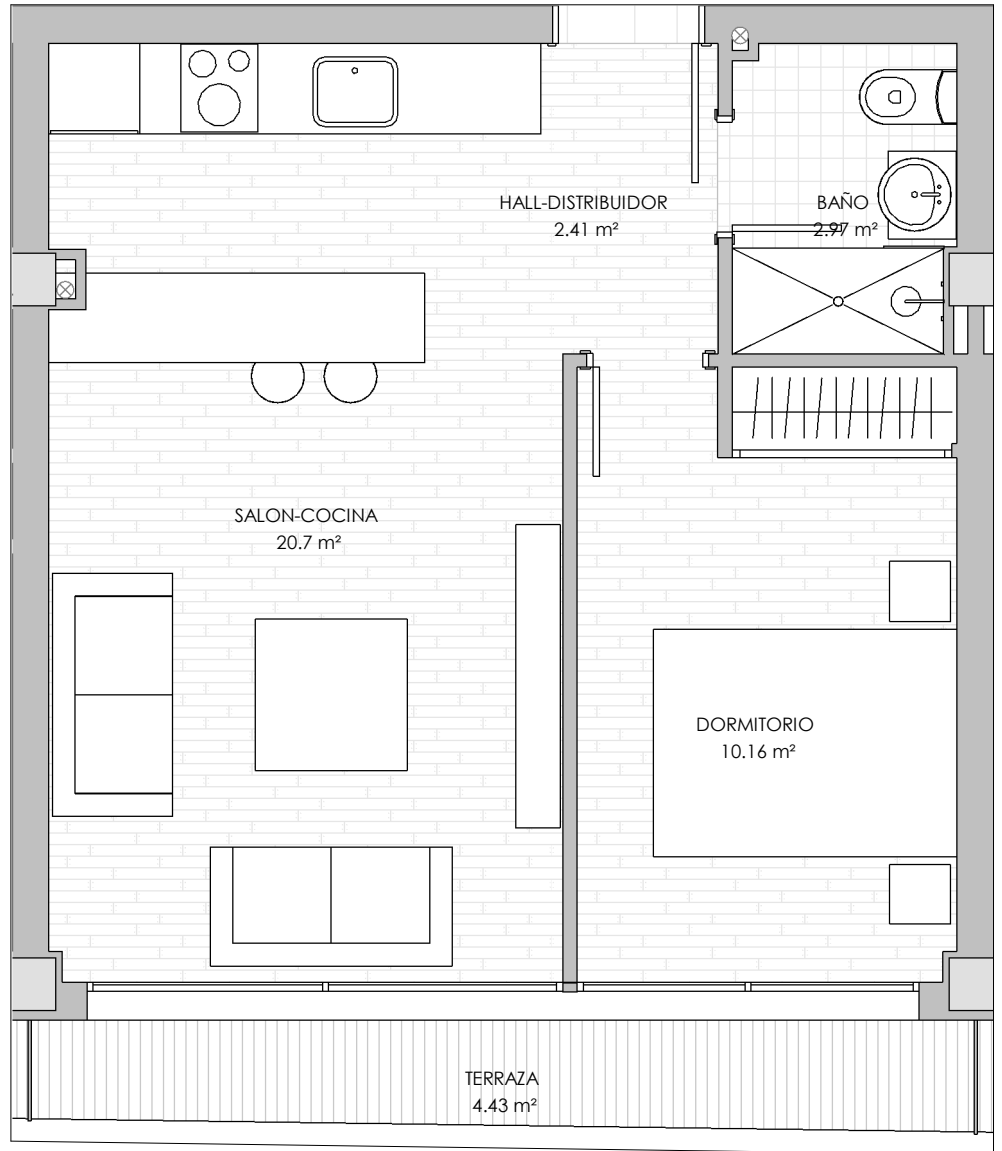 HALL-DISTRIBUIDOR
2.41 m²
BAÑO
2.97 m²
SALON-COCINA
20.7 m²
DORMITORIO
10.16 m²
TERRAZA
4.43 m²